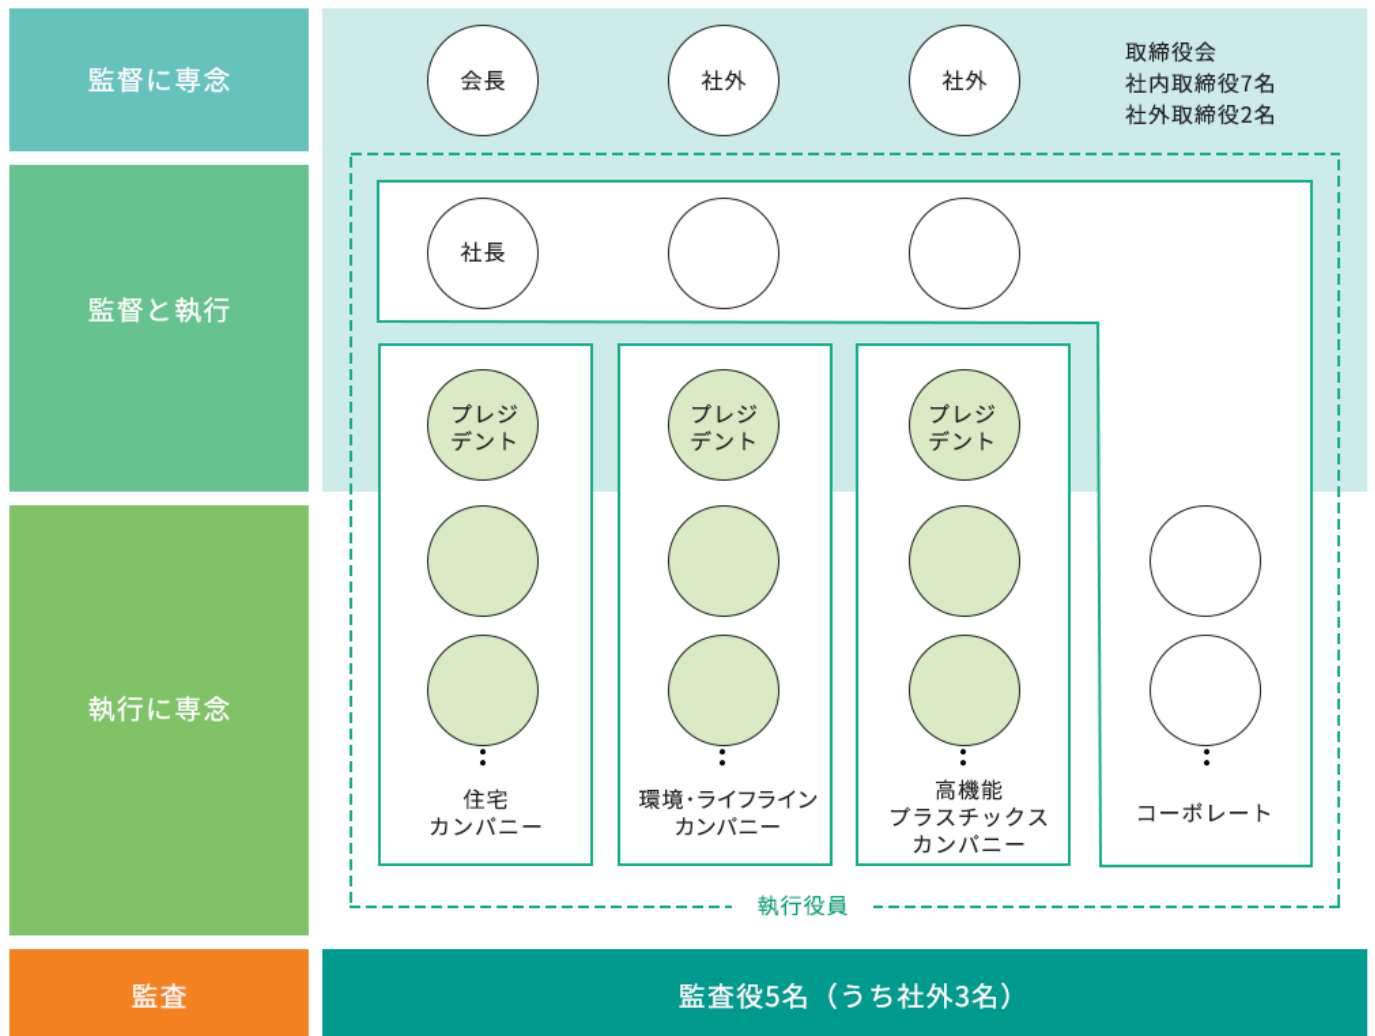 監督に専念
会長
社外
社外
取締役会
社内取締役7名
社外取締役2名
監督と執行
社長
プレジ
デント
プレジ
デント
プレジ
デント
執行に専念
住宅
カンパニー
環境・ライフライン
カンパニー
高機能
プラスチックス
カンパニー
コーポレート
執行役員
監査
監査役5名（うち社外3名）